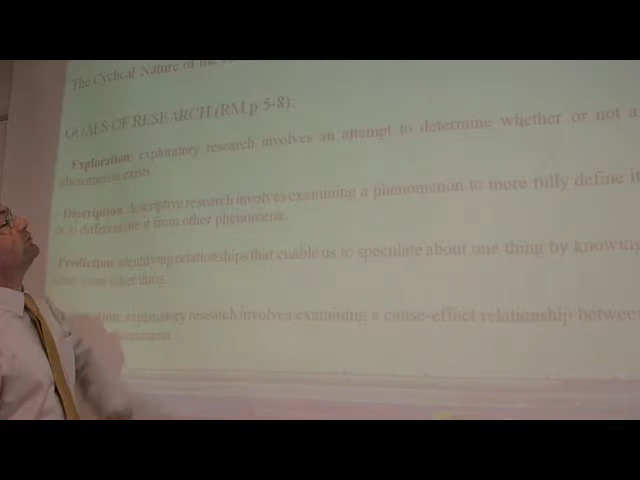 The Cyclical Nature of the
GOALS OF RESEARCH (RM p 5-8):
Exploration: exploratory research involves an attempt to determine whether or not a
phenomenon exists
Description: descriptive research involves examining a phenomenon to more fully define it
or to differentiate it from other phenomena
Prediction: identifying relationships that enable us to speculate about one thing by knowing
about some other thing
explanatory research involves examining a cause-effect relationship between
phenomena